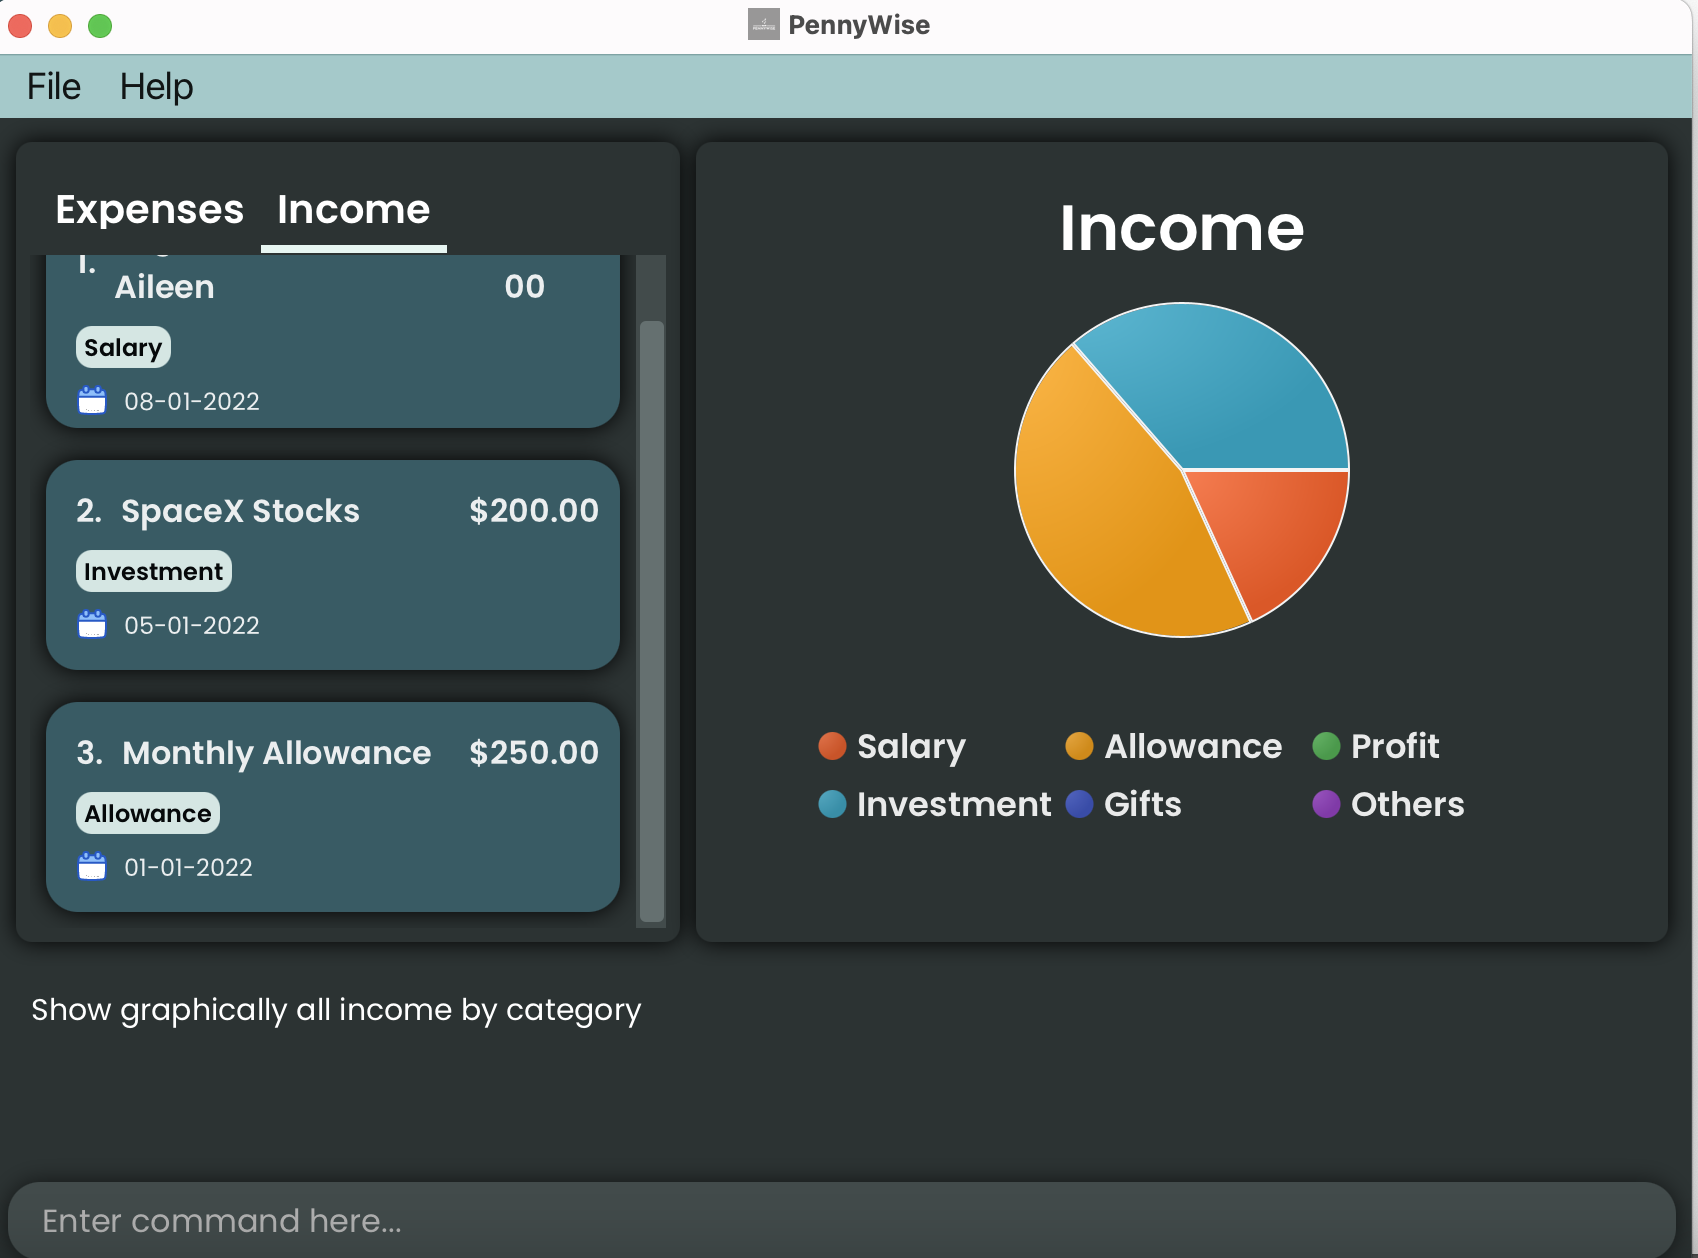 PennyWise
File Help
Expenses Income
1.
Aileen 00
Salary
08-01-2022
2. SpaceX Stocks $200.00
Investment
05-01-2022
3. Monthly Allowance $250.00
Allowance
01-01-2022
Income
Salary Allowance Profit
Investment Gifts Others
Show graphically all income by category
Enter command here...